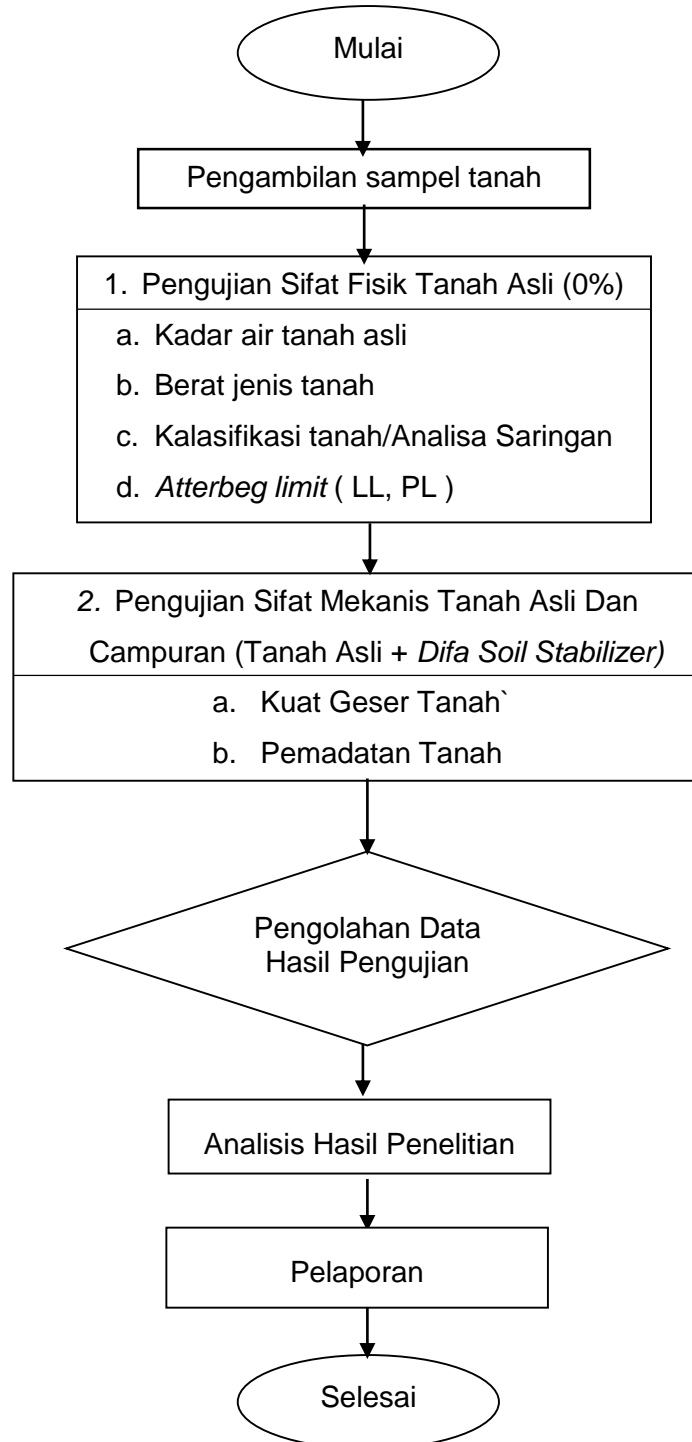 Mulai
Pengambilan sampel tanah
1. Pengujian Sifat Fisik Tanah Asli (0%)
a. Kadar air tanah asli
b. Berat jenis tanah
c. Kalasifikasi tanah/Analisa Saringan
d. Atterbeg limit ( LL, PL )
2. Pengujian Sifat Mekanis Tanah Asli Dan
Campuran (Tanah Asli + Difa Soil Stabilizer)
a. Kuat Geser Tanah`
b. Pemadatan Tanah
Pengolahan Data
Hasil Pengujian
Analisis Hasil Penelitian
Pelaporan
Selesai